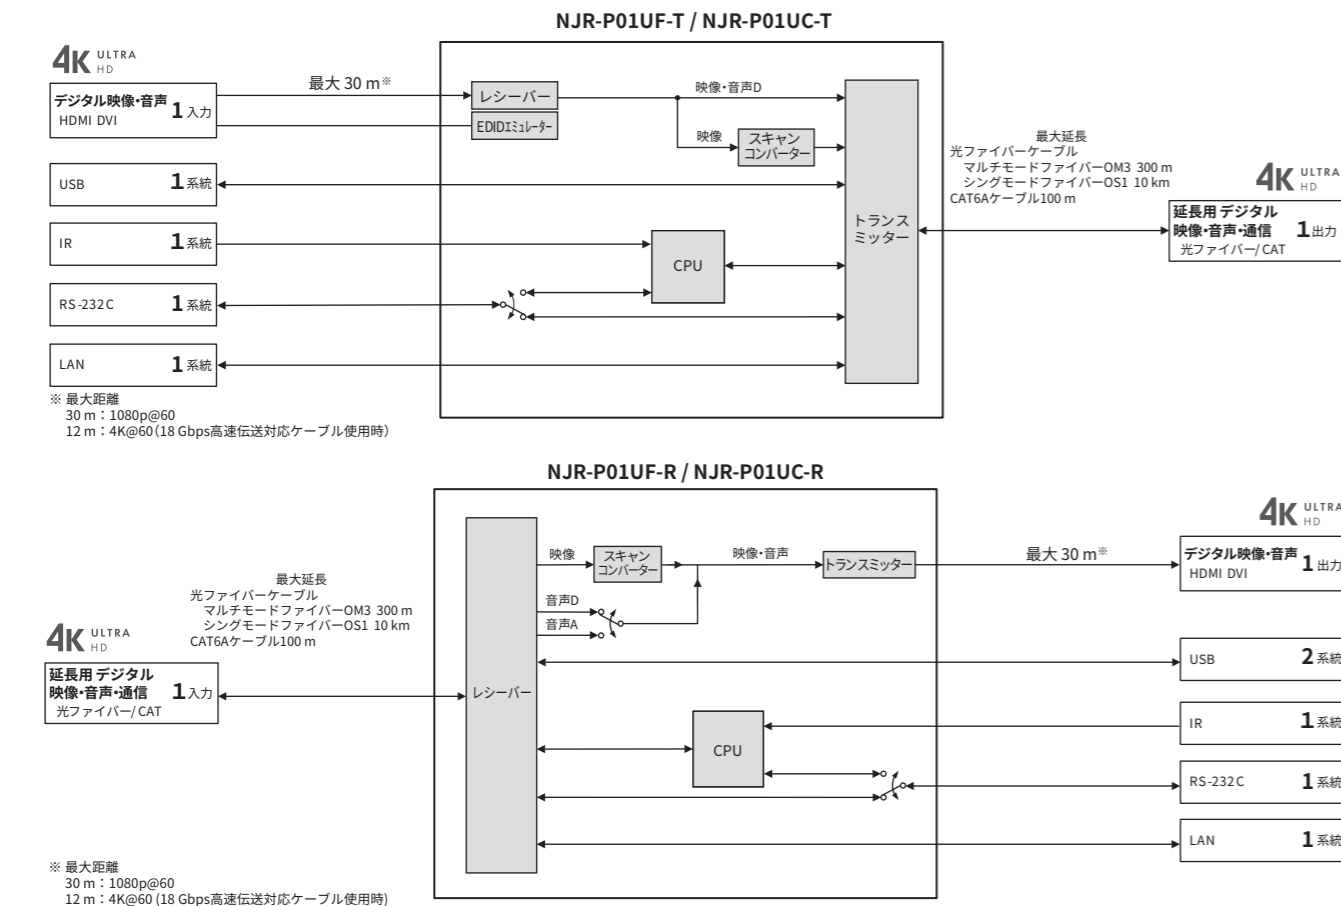 NJR-P01UF-T / NJR-P01UC-T
4K ULTRA HD
デジタル映像・音声 1入力
HDMI DVI
最大 30 m※
レシーバー
EDIDエミュレーター
映像・音声D
映像
スキャン
コンバーター
USB 1系統
IR 1系統
RS-232C 1系統
LAN 1系統
CPU
トランス
ミッター
最大延長
光ファイバーケーブル
マルチモードファイバーOM3 300 m
シングモードファイバーOS1 10 km
CAT6Aケーブル100 m
4K ULTRA HD
延長用 デジタル
映像・音声・通信 1出力
光ファイバー/ CAT
※ 最大距離
30 m：1080p@60
12 m：4K@60（18 Gbps高速伝送対応ケーブル使用時）
NJR-P01UF-R / NJR-P01UC-R
最大延長
光ファイバーケーブル
マルチモードファイバーOM3 300 m
シングモードファイバーOS1 10 km
CAT6Aケーブル100 m
4K ULTRA HD
延長用 デジタル
映像・音声・通信 1入力
光ファイバー/ CAT
レシーバー
映像
スキャン
コンバーター
映像・音声
トランスミッター
音声D
音声A
CPU
最大 30 m※
4K ULTRA HD
デジタル映像・音声 1出力
HDMI DVI
USB 2系統
IR 1系統
RS-232C 1系統
LAN 1系統
※ 最大距離
30 m：1080p@60
12 m：4K@60 (18 Gbps高速伝送対応ケーブル使用時)